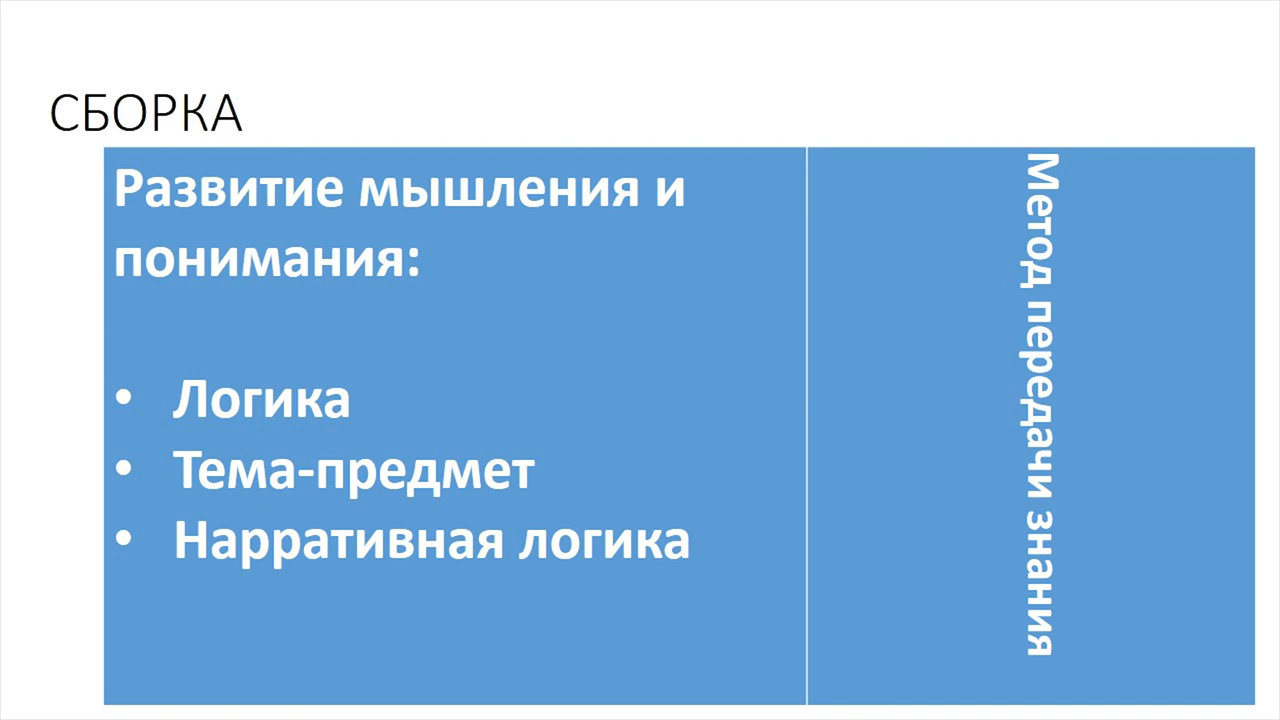 СБОРКА
Развитие мышления и
понимания:
• Логика
• Тема-предмет
• Нарративная логика
Метод передачи знания